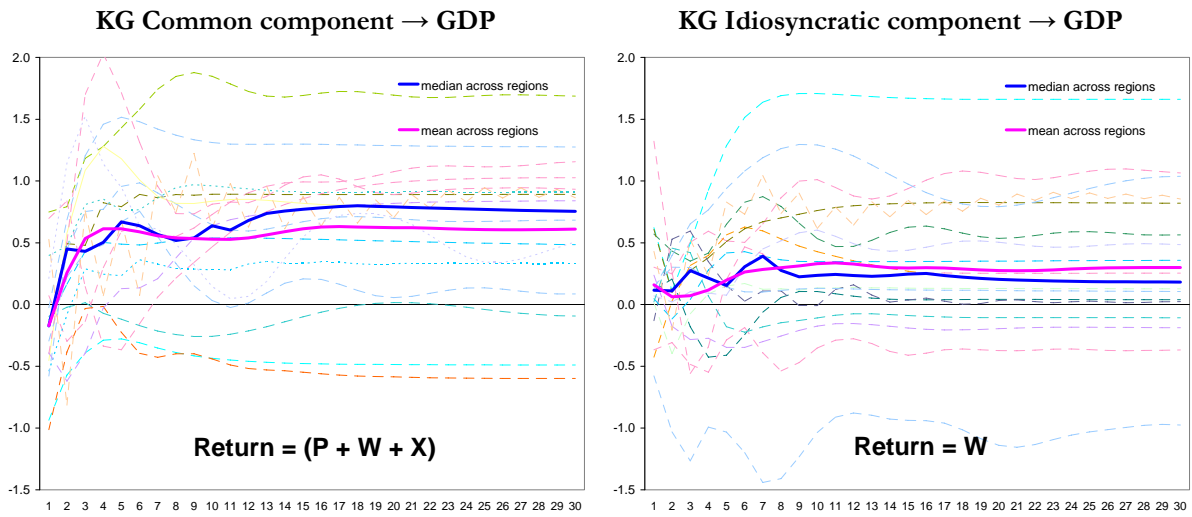 KG Common component → GDP
2.0
1.5
1.0
0.5
0.0
-0.5
-1.0
-1.5
median across regions
mean across regions
Return = (P + W + X)
1 2 3 4 5 6 7 8 9 10 11 12 13 14 15 16 17 18 19 20 21 22 23 24 25 26 27 28 29 30
KG Idiosyncratic component → GDP
2.0
1.5
1.0
0.5
0.0
-0.5
-1.0
-1.5
median across regions
mean across regions
Return = W
1 2 3 4 5 6 7 8 9 10 11 12 13 14 15 16 17 18 19 20 21 22 23 24 25 26 27 28 29 30